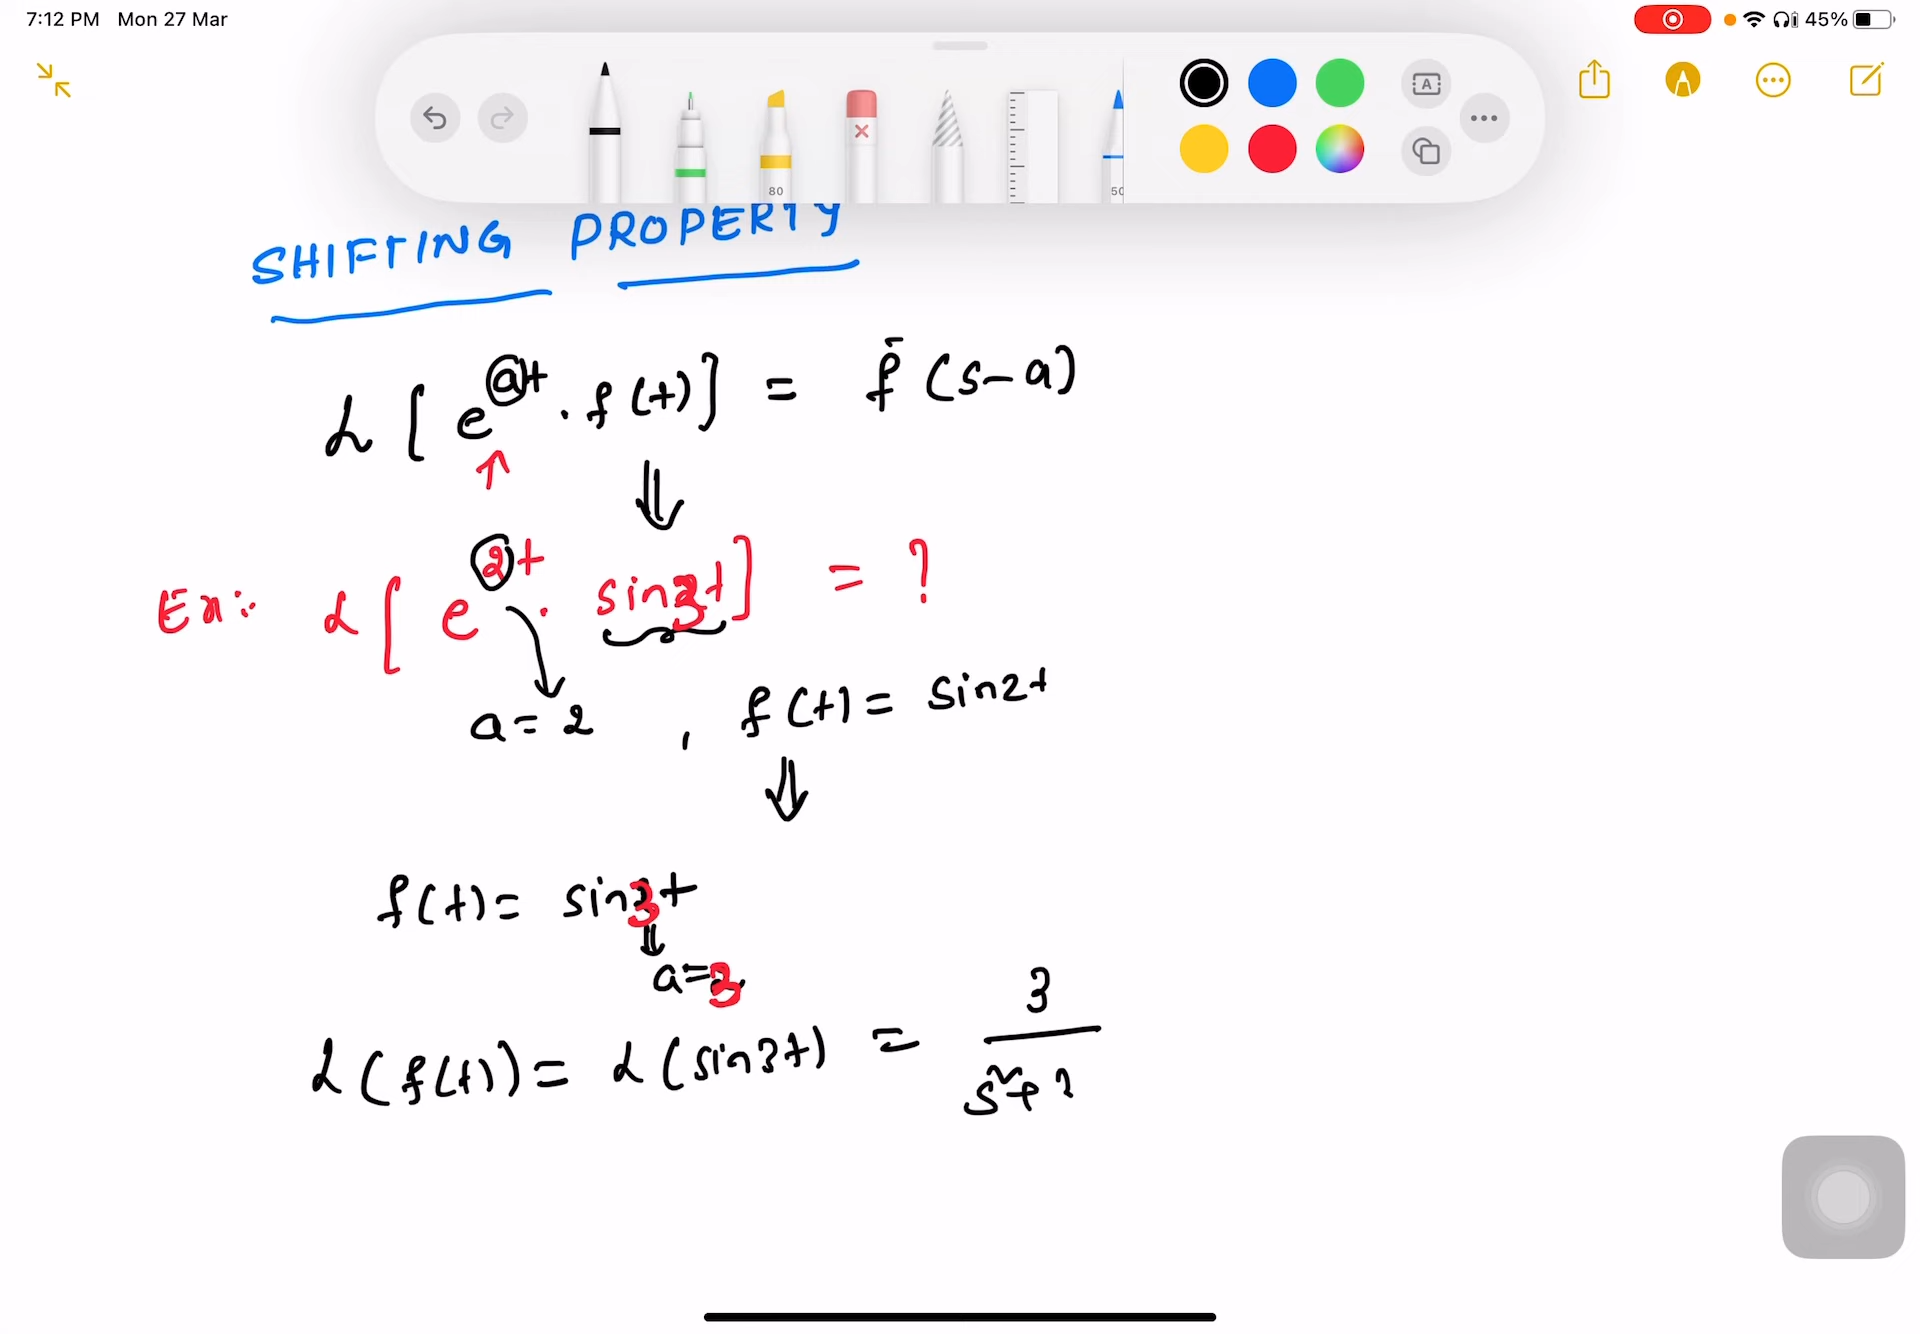 7:12 PM Mon 27 Mar 45%
80 50
SHIFTING PROPERTY
L [ e^at . f(t) ] = f̄ (s-a)
Ex: L [ e^2t . sin3t ] = ?
a = 2 , f(t) = sin2t
f(t) = sin3t
a=3
L(f(t)) = L(sin3t) = 3
s²+